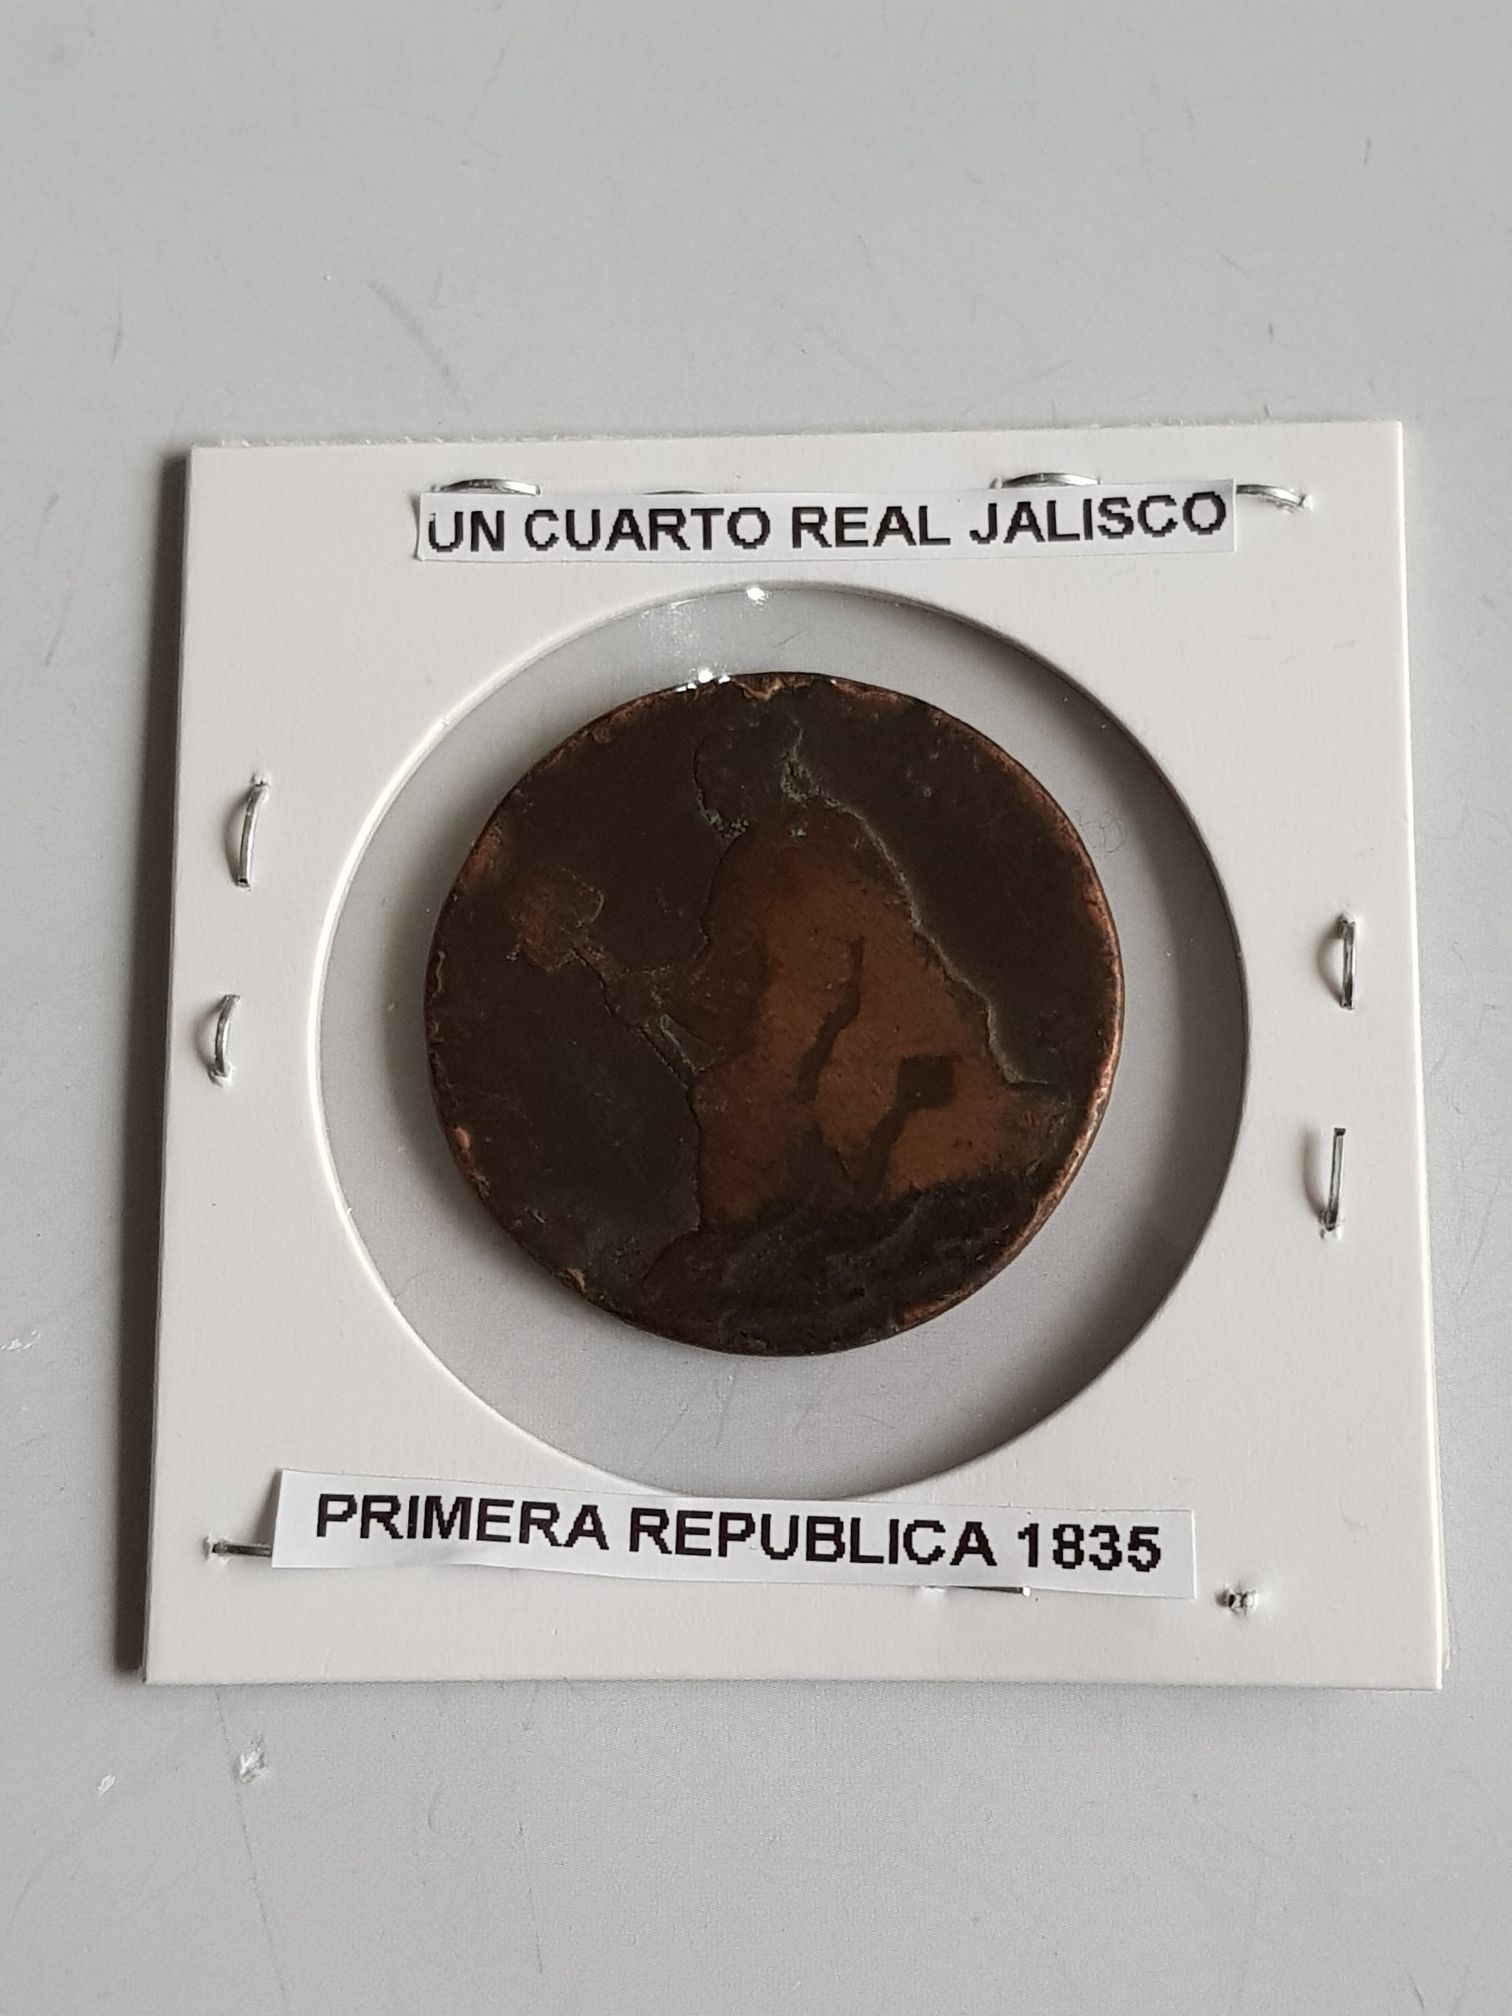 UN CUARTO REAL JALISCO
PRIMERA REPUBLICA 1835